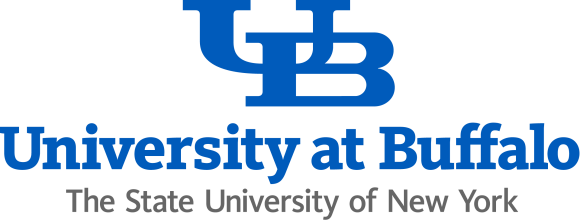 UB
University at Buffalo
The State University of New York